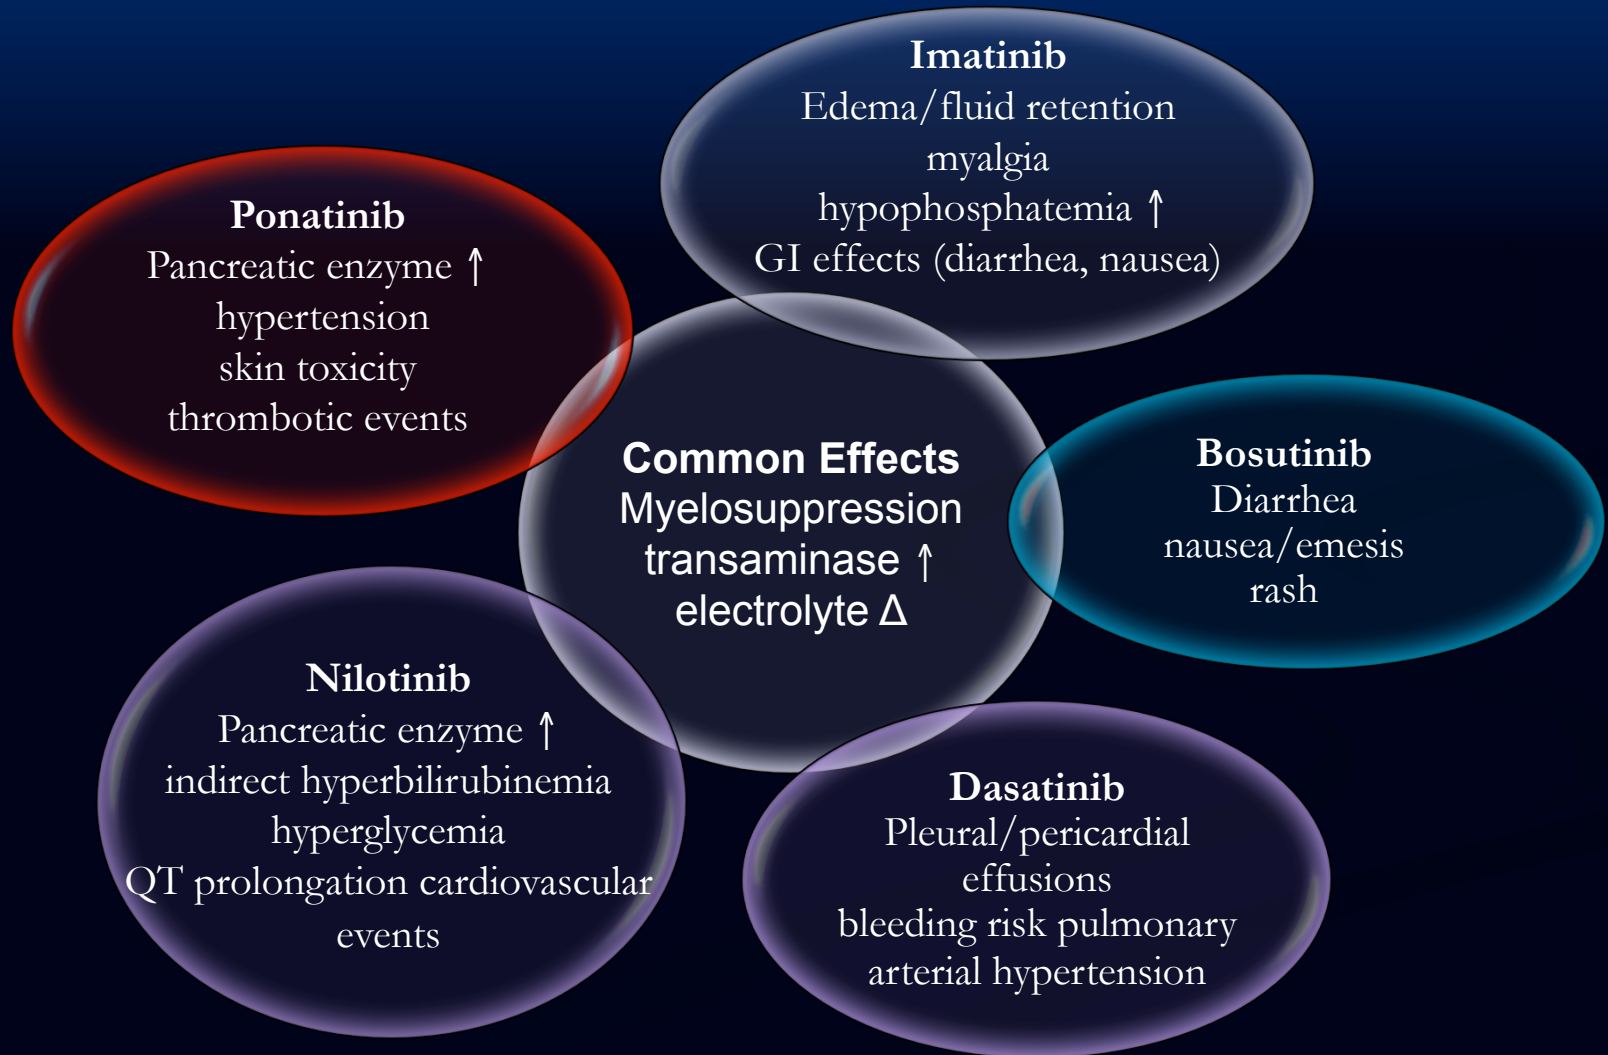 Imatinib
Edema/fluid retention
myalgia
hypophosphatemia ↑
GI effects (diarrhea, nausea)
Ponatinib
Pancreatic enzyme ↑
hypertension
skin toxicity
thrombotic events
Common Effects
Myelosuppression
transaminase ↑
electrolyte Δ
Bosutinib
Diarrhea
nausea/emesis
rash
Nilotinib
Pancreatic enzyme ↑
indirect hyperbilirubinemia
hyperglycemia
QT prolongation cardiovascular
events
Dasatinib
Pleural/pericardial
effusions
bleeding risk pulmonary
arterial hypertension